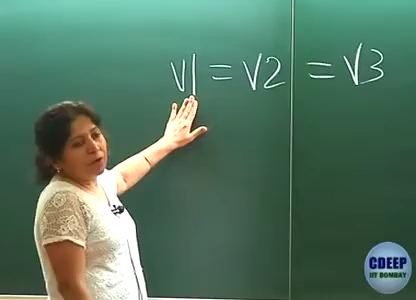 V1 = V2 = V3
CDEEP
IIT BOMBAY